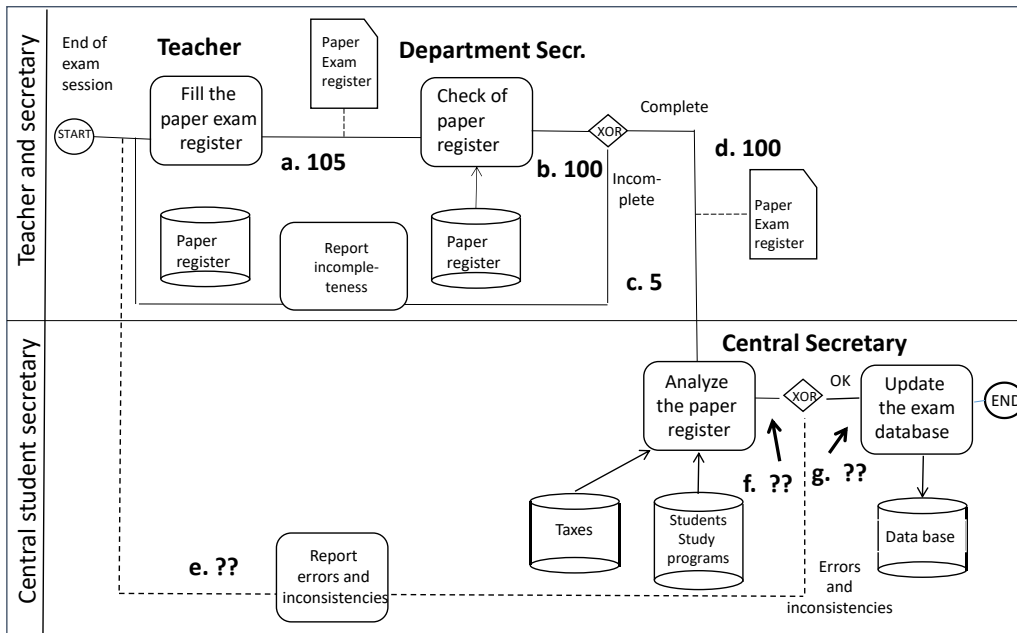 Teacher and secretary
End of
exam
session
Teacher
Paper
Exam
register
Department Secr.
START
Fill the
paper exam
register
Check of
paper
register
XOR
Complete
a. 105
b. 100
d. 100
Incom-
plete
Paper
register
Report
incomple-
teness
Paper
register
Paper
Exam
register
c. 5
Central student secretary
Central Secretary
Analyze
the paper
register
XOR
OK
Update
the exam
database
END
f. ??
g. ??
Taxes
Students
Study
programs
Data base
e. ??
Report
errors and
inconsistencies
Errors
and
inconsistencies